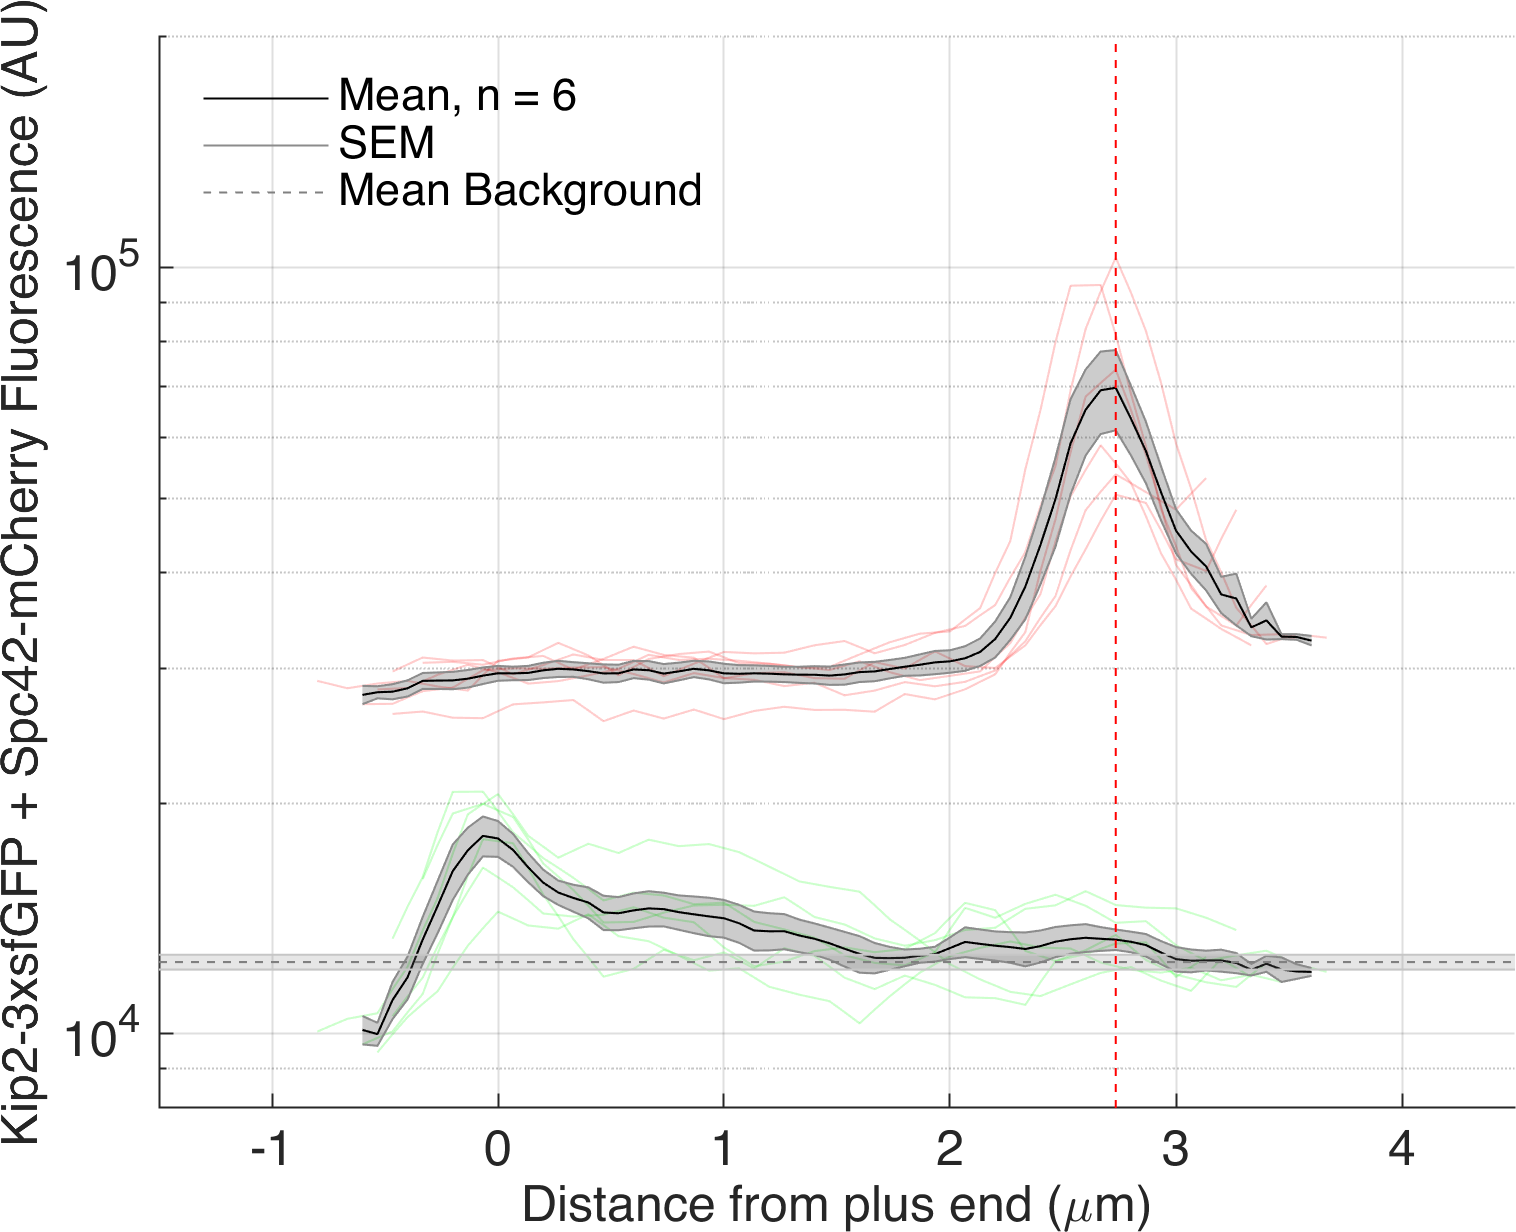 Kip2-3xsfGFP + Spc42-mCherry Fluorescence (AU)
Mean, n = 6
SEM
Mean Background
10^5
10^4
-1 0 1 2 3 4
Distance from plus end (μm)